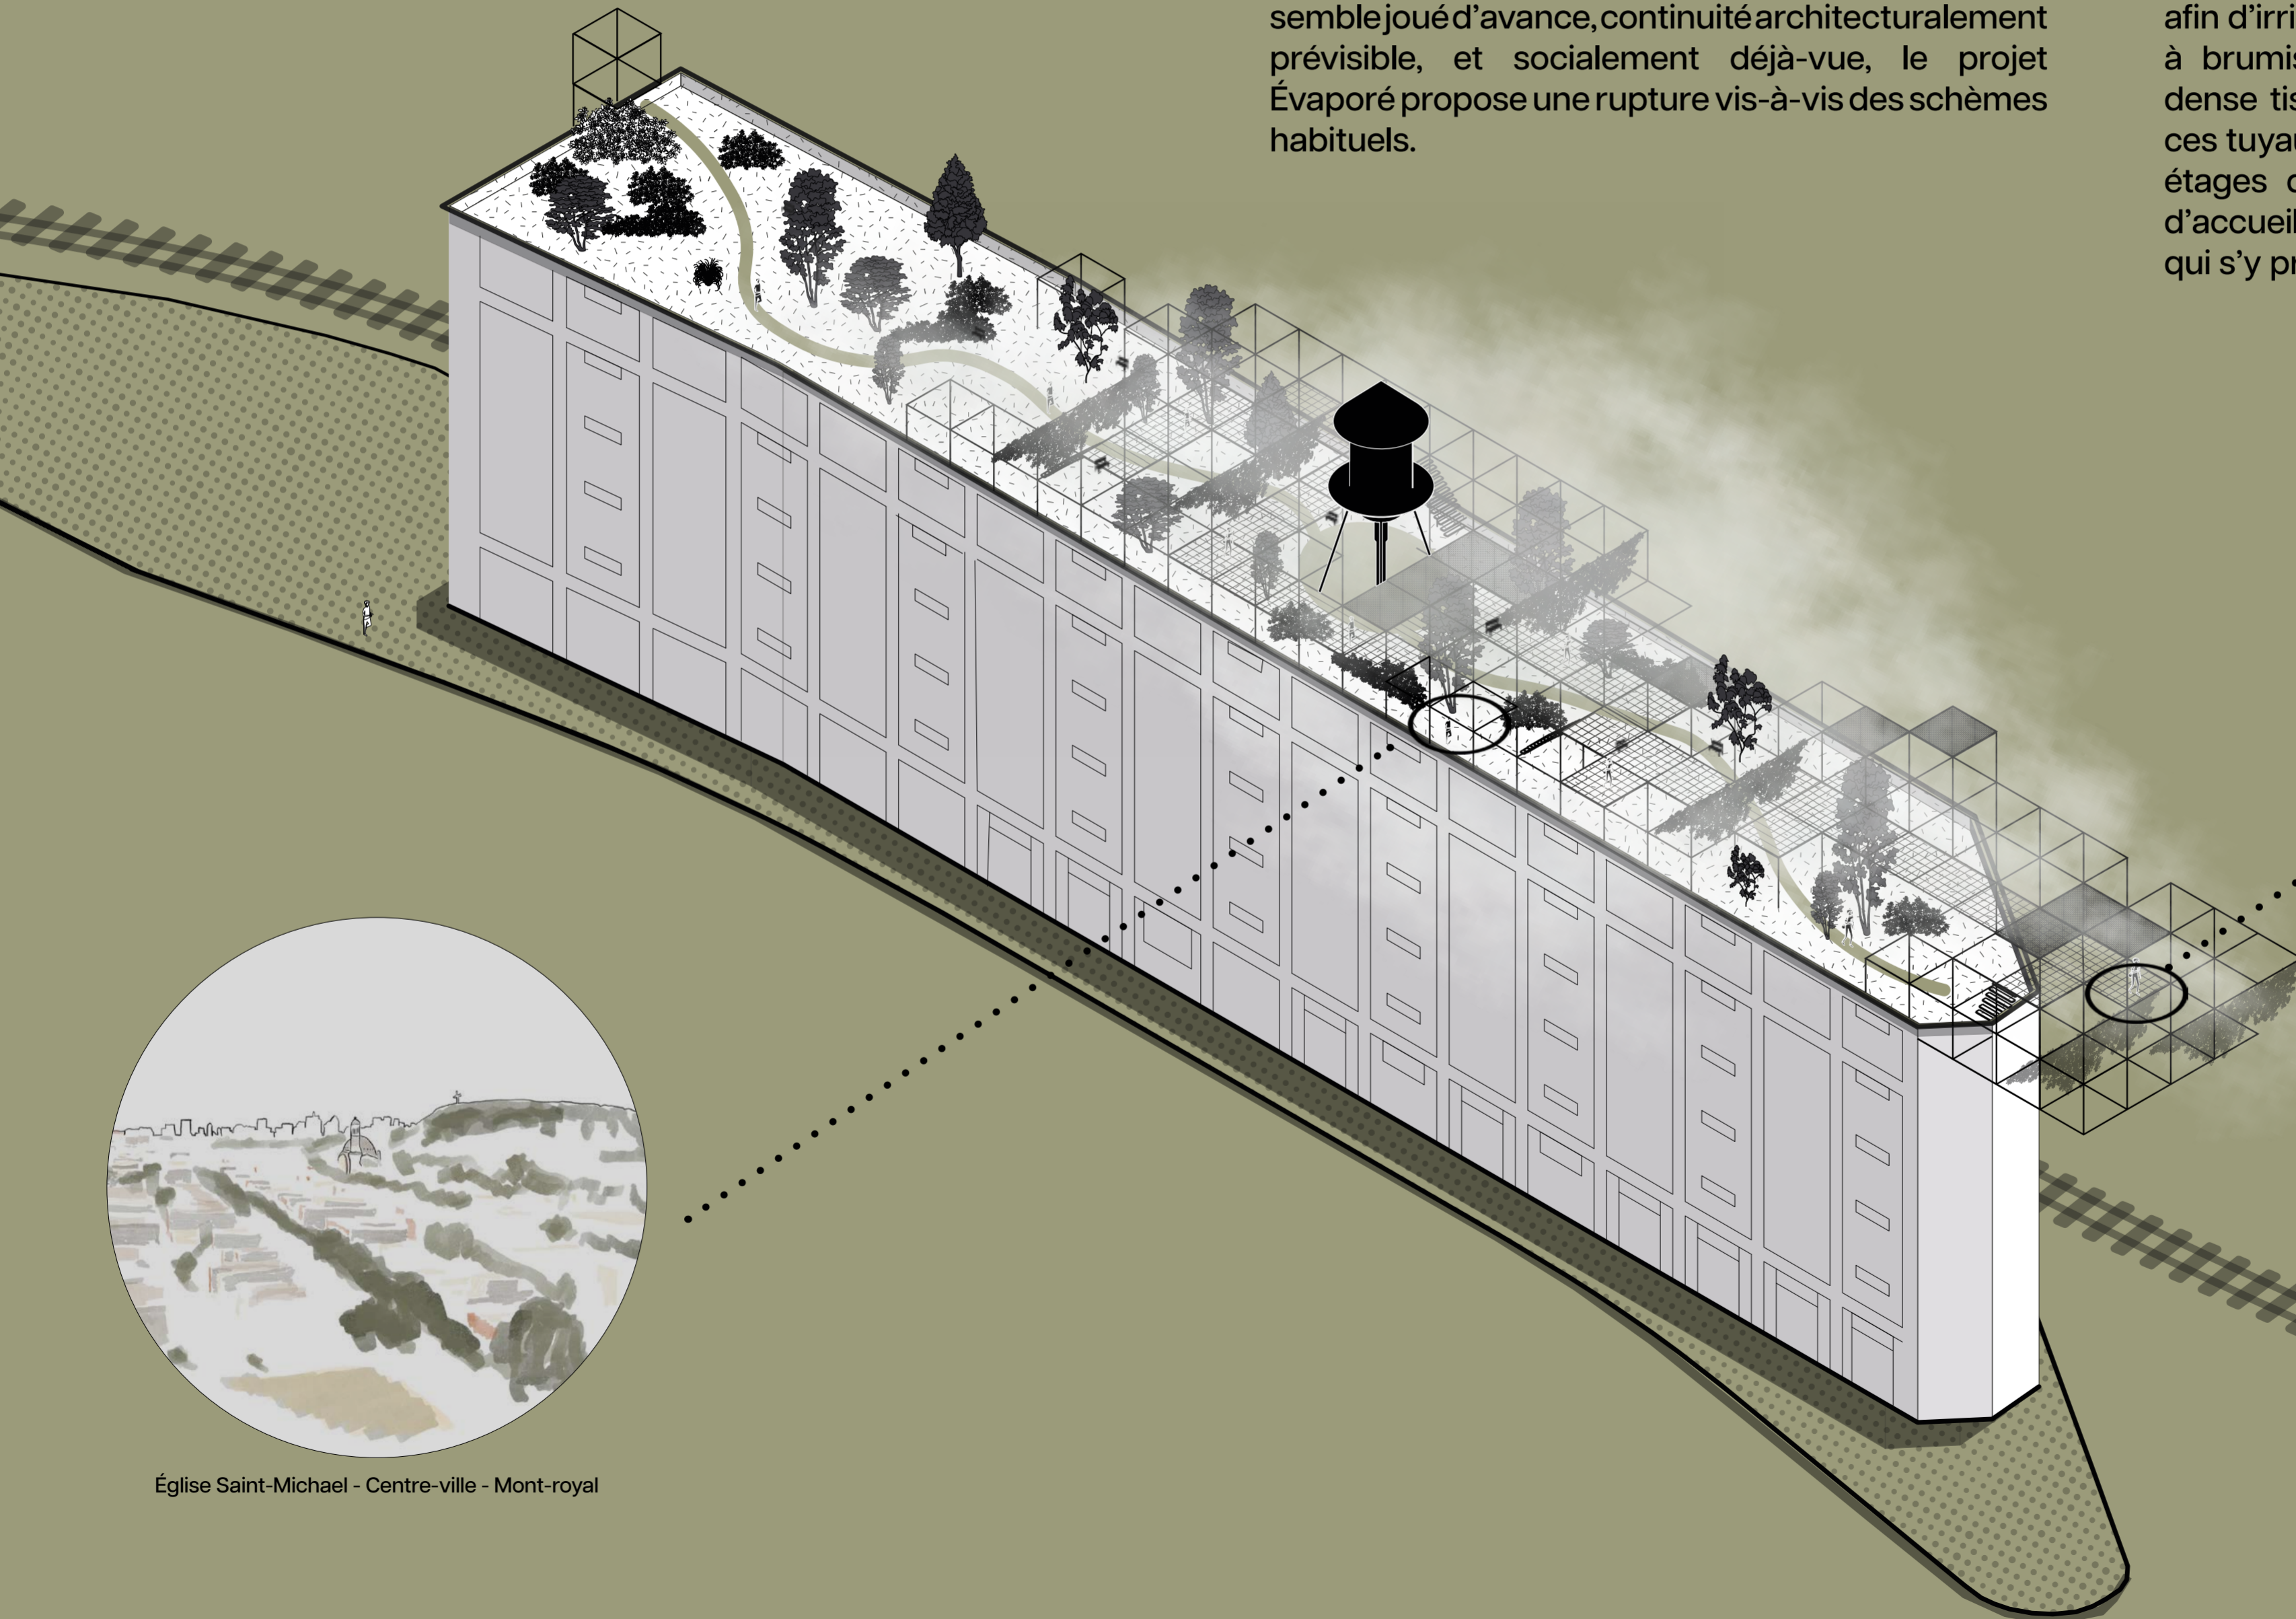 semble joué d’avance, continuité architecturalement
prévisible, et socialement déjà-vue, le projet
Évaporé propose une rupture vis-à-vis des schèmes
habituels.
afin d’irri
à brumis
dense tis
ces tuyau
étages d
d’accueil
qui s’y pr
Église Saint-Michael - Centre-ville - Mont-royal